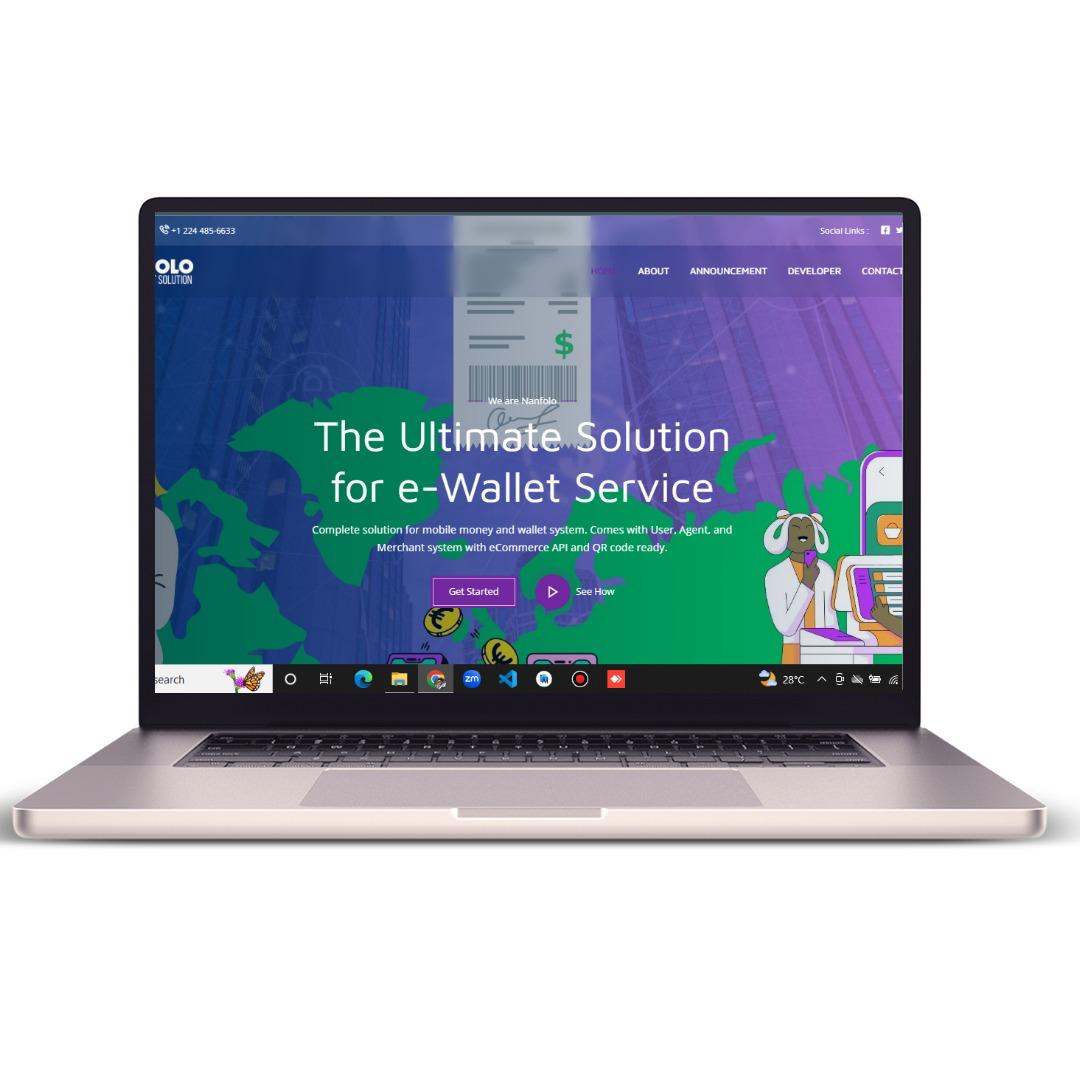 +1 224 485-6633
Social Links :
OLO
SOLUTION
HOME
ABOUT
ANNOUNCEMENT
DEVELOPER
CONTACT
$
We are Nanfolo
The Ultimate Solution
for e-Wallet Service
Complete solution for mobile money and wallet system. Comes with User, Agent, and
Merchant system with eCommerce API and QR code ready.
Get Started
See How
€
€
search
zm
28°C